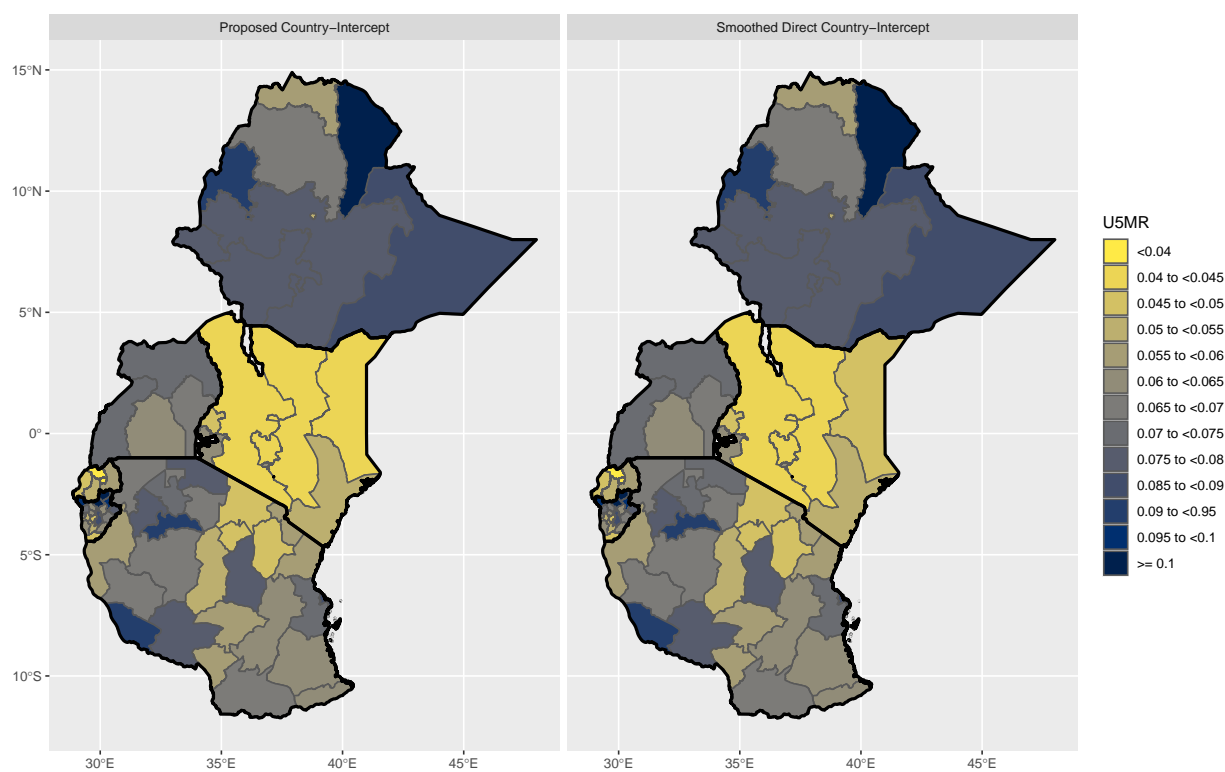 Proposed Country−Intercept
Smoothed Direct Country−Intercept
15°N
10°N
5°N
0°
5°S
10°S
30°E
35°E
40°E
45°E
30°E
35°E
40°E
45°E
U5MR
<0.04
0.04 to <0.045
0.045 to <0.05
0.05 to <0.055
0.055 to <0.06
0.06 to <0.065
0.065 to <0.07
0.07 to <0.075
0.075 to <0.08
0.085 to <0.09
0.09 to <0.95
0.095 to <0.1
>= 0.1